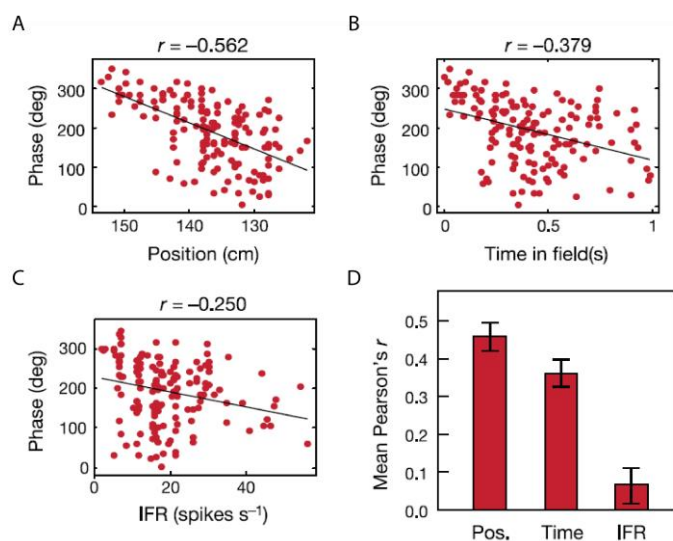 A
r = −0.562
Phase (deg)
300
200
100
0
150
140
130
Position (cm)
B
r = −0.379
Phase (deg)
300
200
100
0
0
0.5
1
Time in field(s)
C
r = −0.250
Phase (deg)
300
200
100
0
0
20
40
IFR (spikes s⁻¹)
D
Mean Pearson's r
0.5
0.4
0.3
0.2
0.1
0.0
Pos.
Time
IFR